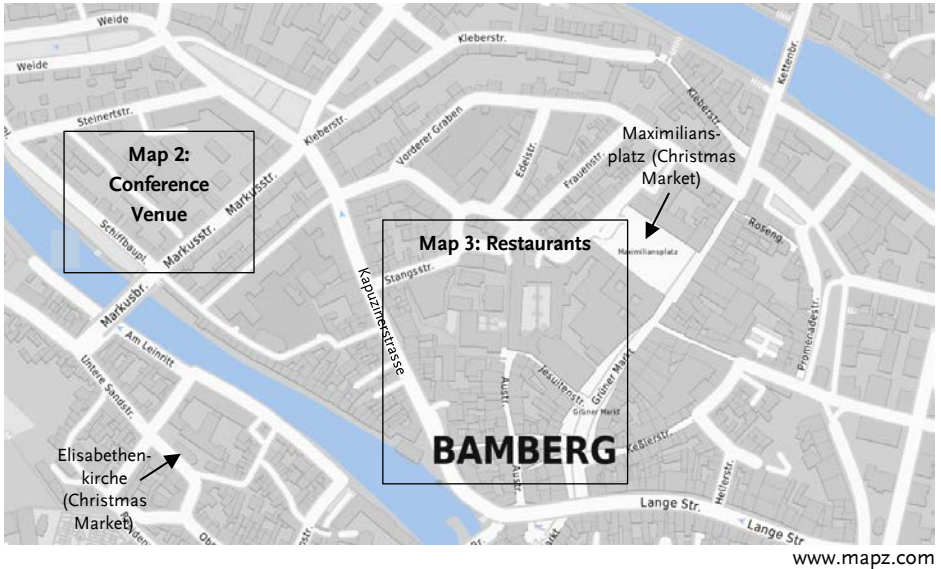 Weide
Weide
Kleberstr.
Kettenbr.
Steinertstr.
Kleberstr.
Kleberstr.
Vorderer Graben
Edelstr.
Frauenstr.
Maximilians-
platz (Christmas
Market)
Map 2:
Conference
Venue
Markusstr.
Markusstr.
Schiffbaupl.
Map 3: Restaurants
Maximiliansplatz
Roseng.
Stangsstr.
Kapuzinerstrasse
Markusbr.
Am Leinritt
Untere Sandstr.
Promenadestr.
Grüner Markt
Jesuitenstr.
Austr.
Grüner Markt
BAMBERG
Keßlerstr.
Austr.
Hellerstr.
Elisabethen-
kirche
(Christmas
Market)
Lange Str.
Lange Str.
www.mapz.com